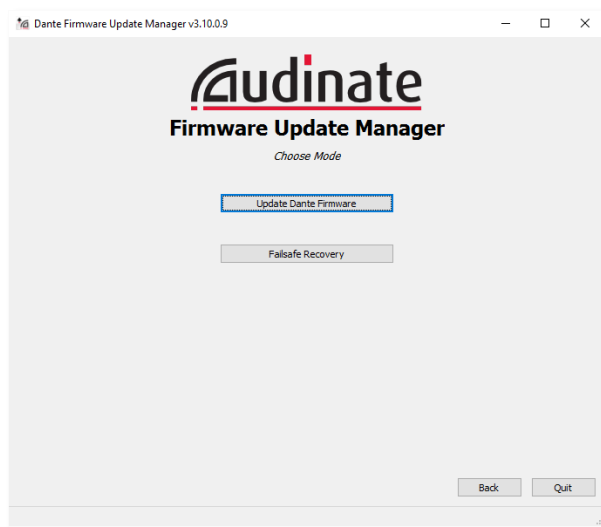 Dante Firmware Update Manager v3.10.0.9
Audinate
Firmware Update Manager
Choose Mode
Update Dante Firmware
Failsafe Recovery
Back Quit